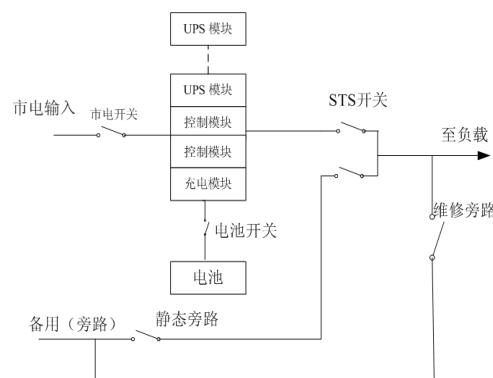 UPS 模块
UPS 模块
STS开关
市电输入
市电开关
控制模块
至负载
控制模块
充电模块
维修旁路
电池开关
电池
备用（旁路）
静态旁路